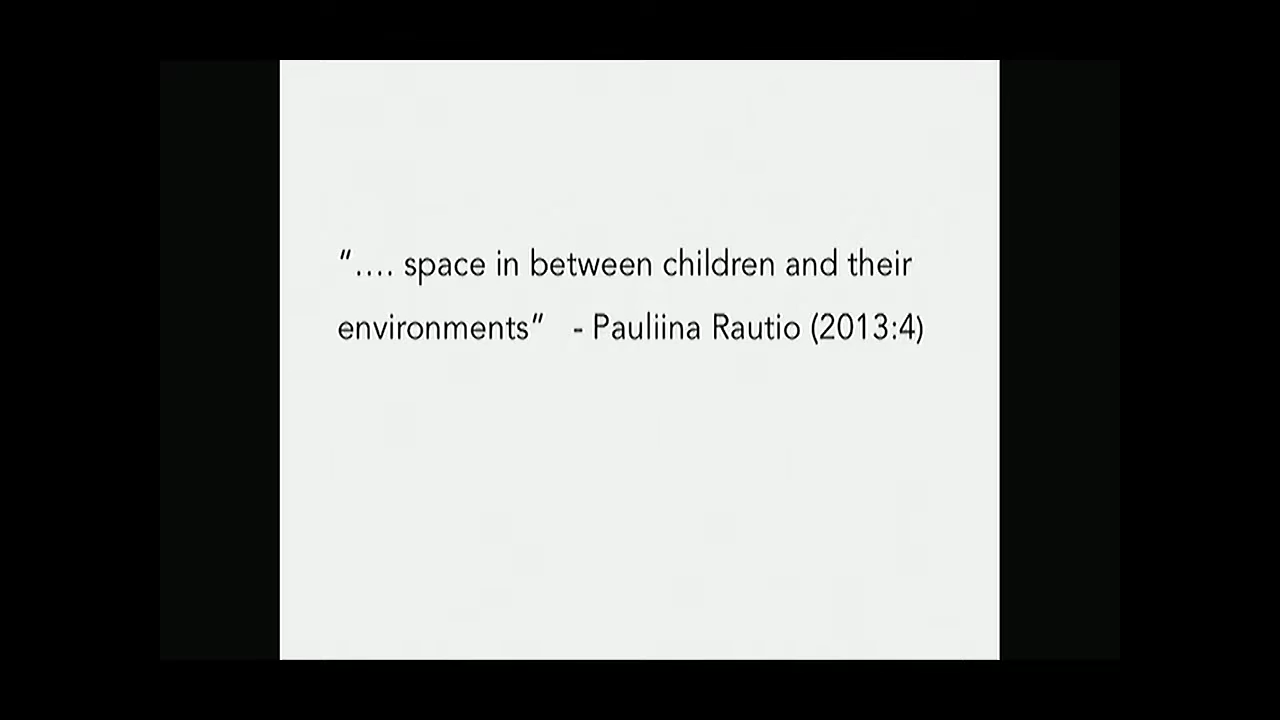 ".... space in between children and their
environments"  - Pauliina Rautio (2013:4)